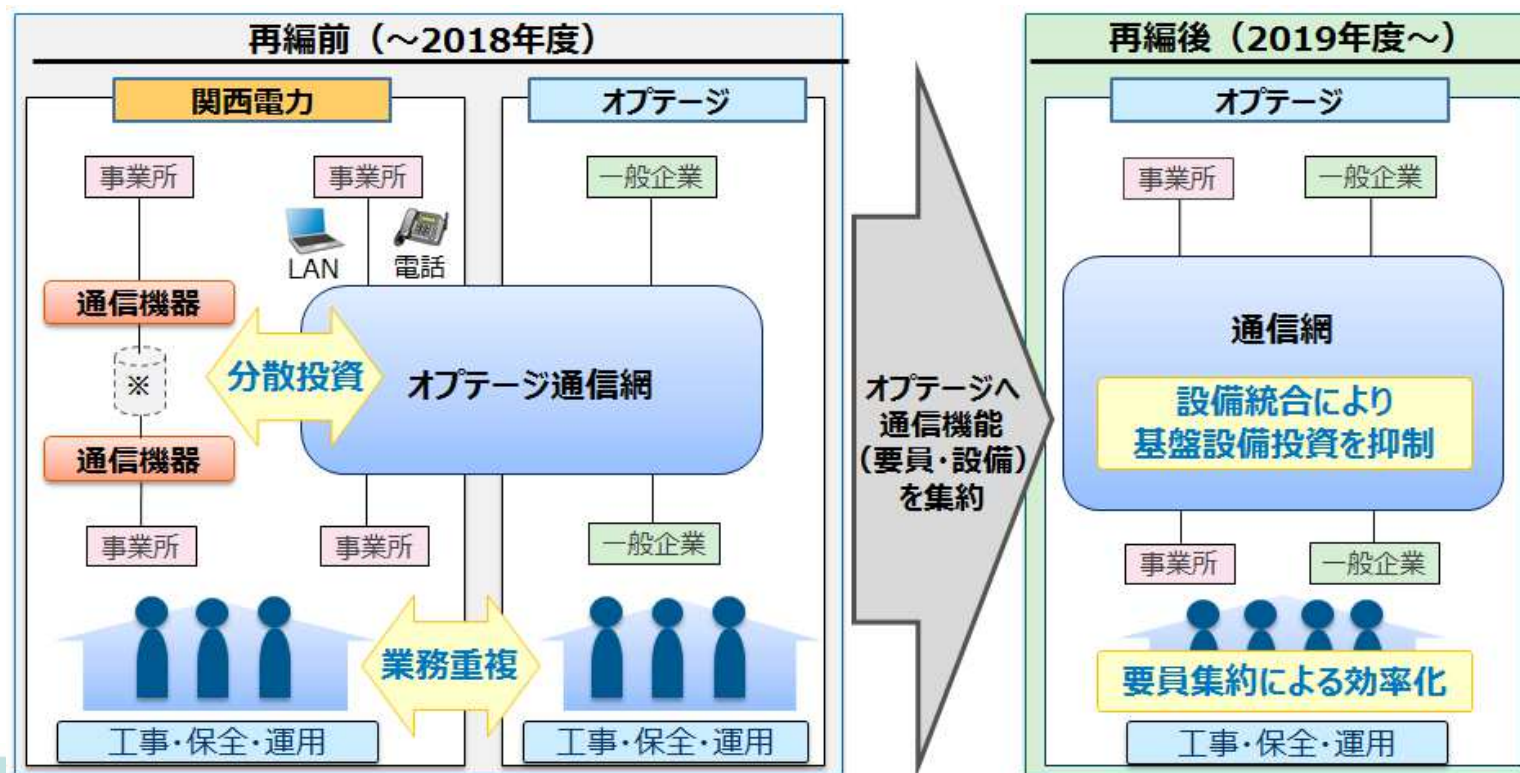 再編前（～2018年度）
関西電力
オプテージ
事業所
事業所
一般企業
LAN
電話
通信機器
※
分散投資
オプテージ通信網
通信機器
事業所
事業所
一般企業
業務重複
工事・保全・運用
工事・保全・運用
オプテージへ
通信機能
（要員・設備）
を集約
再編後（2019年度～）
オプテージ
事業所
一般企業
通信網
設備統合により
基盤設備投資を抑制
事業所
一般企業
要員集約による効率化
工事・保全・運用